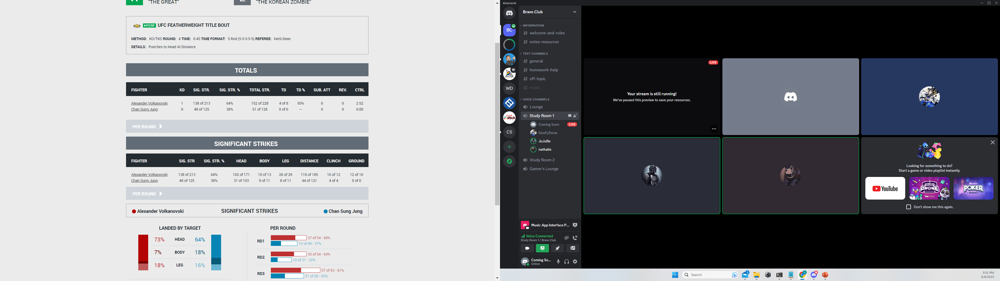 "THE GREAT"
"THE KOREAN ZOMBIE"
PERF UFC FEATHERWEIGHT TITLE BOUT
METHOD: KO/TKO ROUND: 4 TIME: 0:45 TIME FORMAT: 5 Rnd (5-5-5-5-5) REFEREE: Herb Dean
DETAILS: Punches to Head At Distance
TOTALS
FIGHTER KD SIG. STR. SIG. STR. % TOTAL STR. TD TD % SUB. ATT REV. CTRL
Alexander Volkanovski 1 138 of 213 64% 152 of 228 4 of 8 50% 0 0 2:52
Chan Sung Jung 0 48 of 125 38% 51 of 128 0 of 0 --- 0 0 0:00
PER ROUND
SIGNIFICANT STRIKES
FIGHTER SIG. STR SIG. STR. % HEAD BODY LEG DISTANCE CLINCH GROUND
Alexander Volkanovski 138 of 213 64% 102 of 171 10 of 13 26 of 29 116 of 185 10 of 12 12 of 16
Chan Sung Jung 48 of 125 38% 31 of 103 9 of 11 8 of 11 44 of 121 4 of 4 0 of 0
PER ROUND
Alexander Volkanovski SIGNIFICANT STRIKES Chan Sung Jung
LANDED BY TARGET
73% HEAD 64%
7% BODY 18%
18% LEG 16%
PER ROUND
RD1
37 of 54 - 68%
15 of 40 - 37%
RD2
35 of 54 - 64%
10 of 31 - 32%
RD3
57 of 93 - 61%
21 of 50 - 42%
Discord
BC
WD
slack
CS
Bravo Club
INFORMATION
welcome-and-rules
notes-resources
TEXT CHANNELS
general
homework-help
off-topic
music
VOICE CHANNELS
Lounge
Study Room 1
Coming Soon LIVE
GooEySnow
JuJuBe
nathalie
Study Room 2
Gamer's Lounge
M Music App Interface P...
Voice Connected
Study Room 1 / Bravo Club
Coming So...
Online
LIVE
Your stream is still running!
We've paused this preview to save your resources.
Looking for something to do?
Start a game or video playlist instantly.
YouTube
PHONE
POKER
NIGHT
Don't show me this again.
Search
3
3:51 PM
6/8/2023